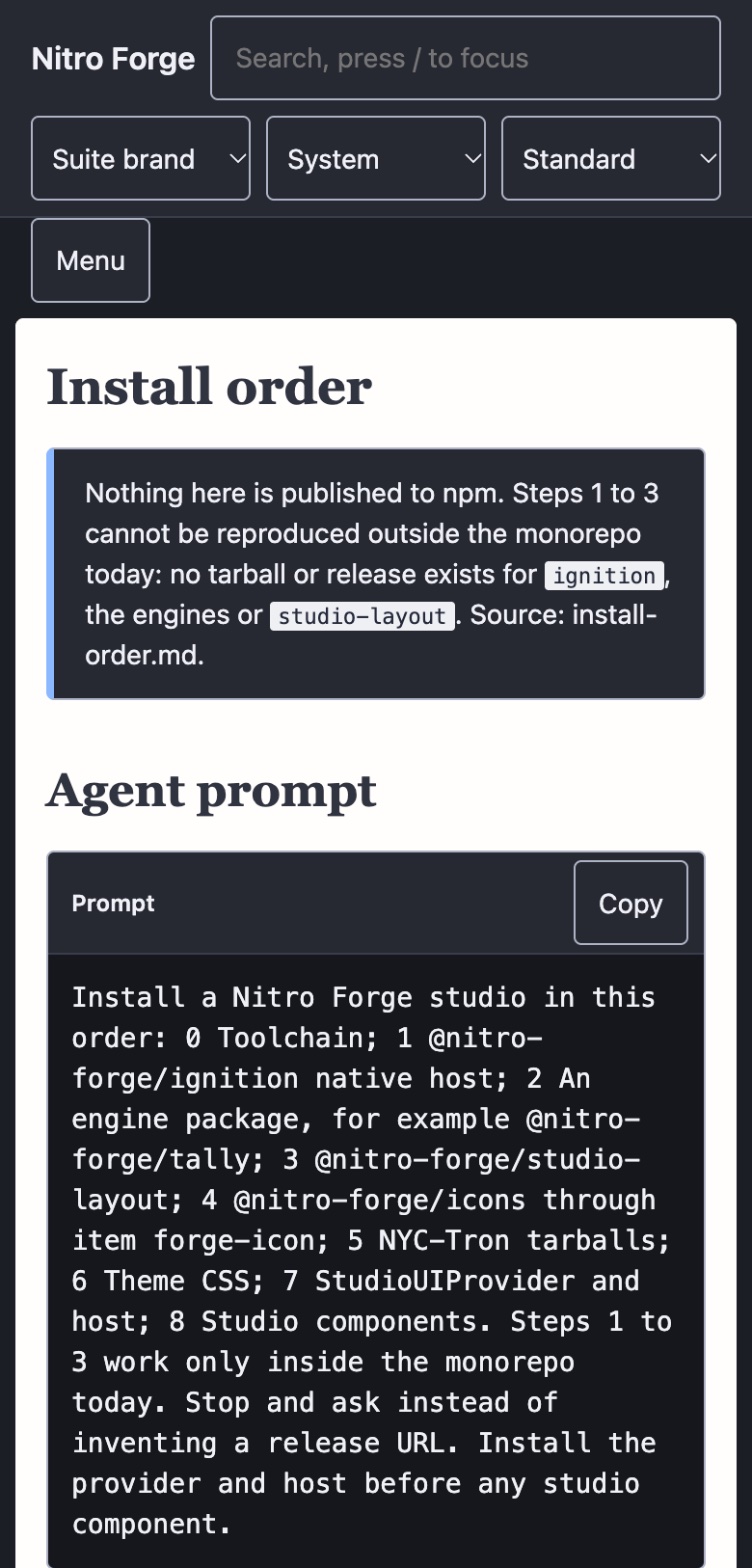 Nitro Forge
Search, press / to focus
Suite brand
System
Standard
Menu
Install order
Nothing here is published to npm. Steps 1 to 3
cannot be reproduced outside the monorepo
today: no tarball or release exists for ignition,
the engines or studio-layout. Source: install-
order.md.
Agent prompt
Prompt
Copy
Install a Nitro Forge studio in this
order: 0 Toolchain; 1 @nitro-
forge/ignition native host; 2 An
engine package, for example @nitro-
forge/tally; 3 @nitro-forge/studio-
layout; 4 @nitro-forge/icons through
item forge-icon; 5 NYC-Tron tarballs;
6 Theme CSS; 7 StudioUIProvider and
host; 8 Studio components. Steps 1 to
3 work only inside the monorepo
today. Stop and ask instead of
inventing a release URL. Install the
provider and host before any studio
component.